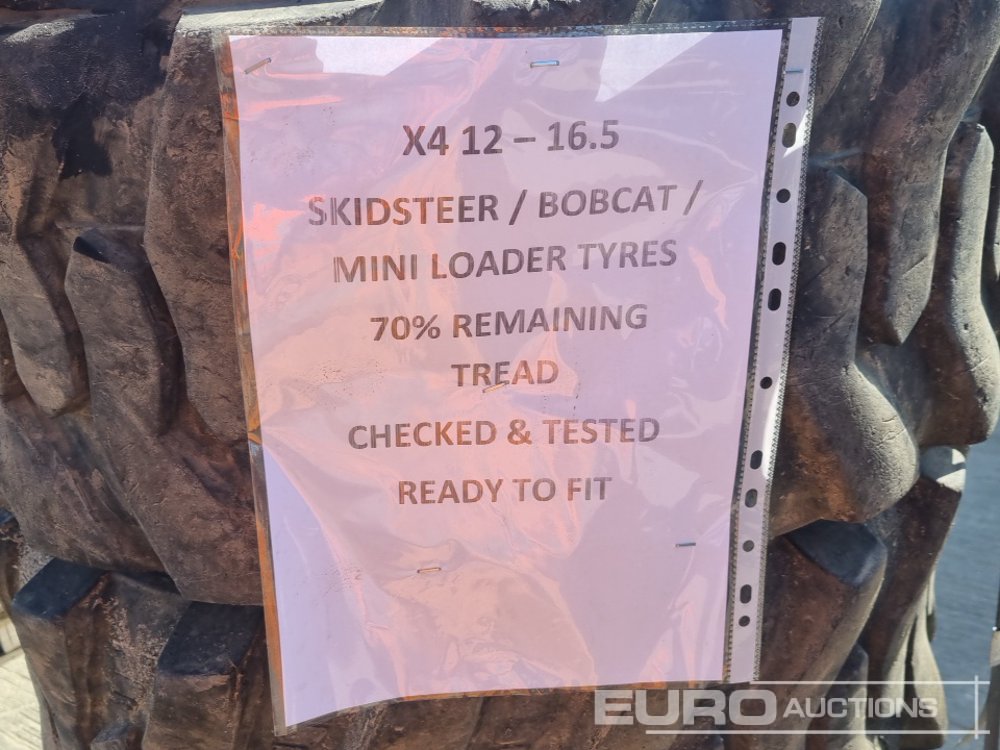 X4 12 – 16.5
SKIDSTEER / BOBCAT /
MINI LOADER TYRES
70% REMAINING
TREAD
CHECKED & TESTED
READY TO FIT
EURO AUCTIONS